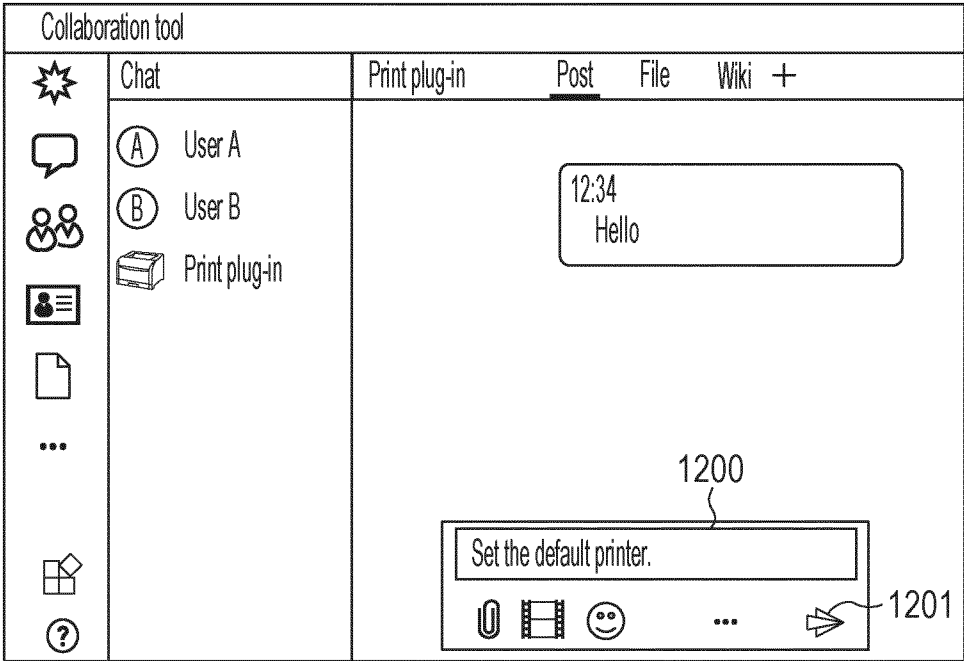 Collaboration tool
Chat
Print plug-in Post File Wiki +
A User A
B User B
Print plug-in
12:34
Hello
1200
Set the default printer.
...
1201
?